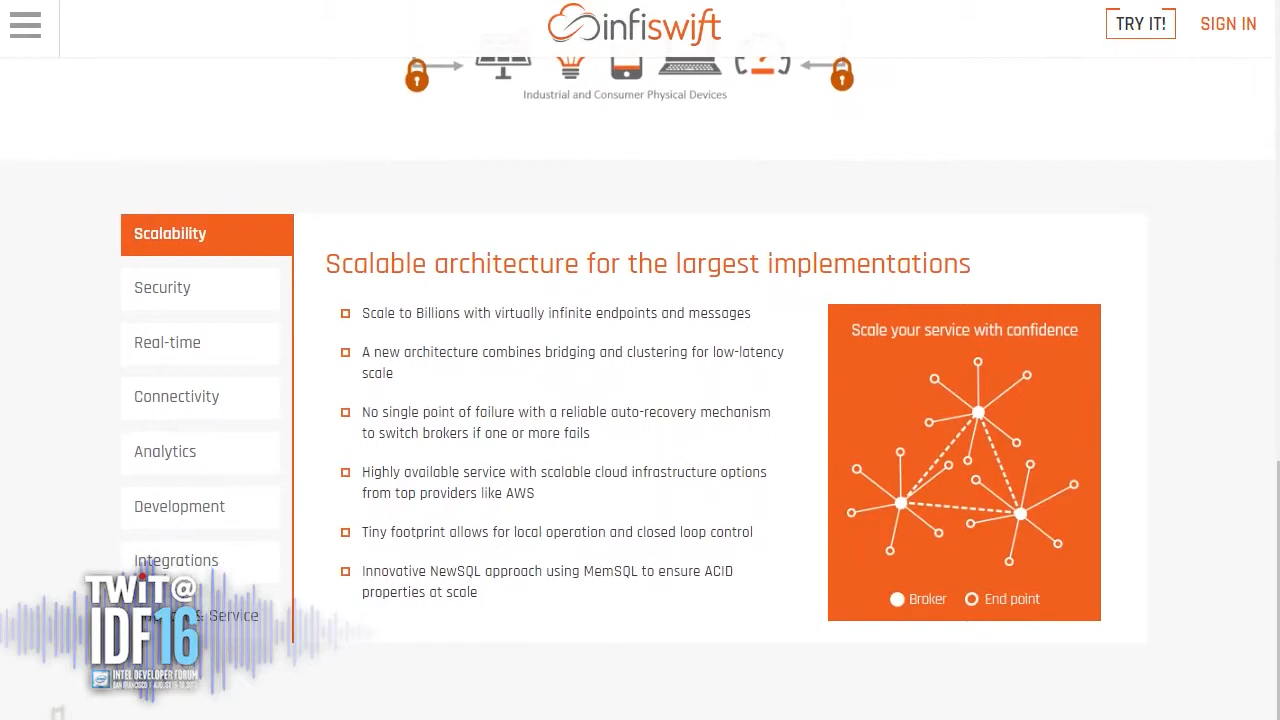 infiswift
TRY IT!
SIGN IN
Industrial and Consumer Physical Devices
Scalability
Security
Real-time
Connectivity
Analytics
Development
Integrations
& Service
Scalable architecture for the largest implementations
Scale to Billions with virtually infinite endpoints and messages
A new architecture combines bridging and clustering for low-latency
scale
No single point of failure with a reliable auto-recovery mechanism
to switch brokers if one or more fails
Highly available service with scalable cloud infrastructure options
from top providers like AWS
Tiny footprint allows for local operation and closed loop control
Innovative NewSQL approach using MemSQL to ensure ACID
properties at scale
Scale your service with confidence
Broker
End point
TWiT@
IDF16
INTEL DEVELOPER FORUM